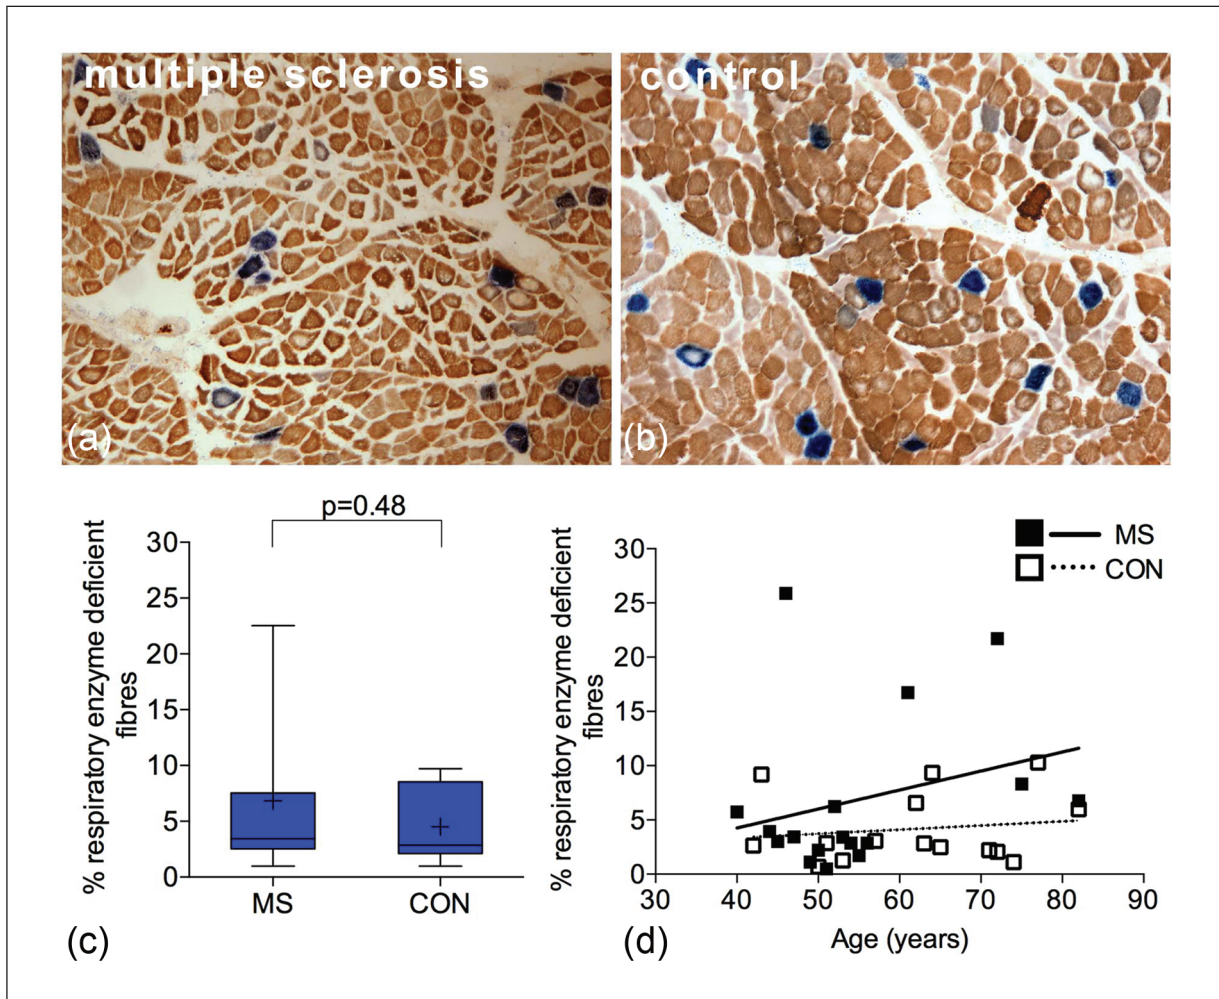 multiple sclerosis
control
(a)
(b)
p=0.48
% respiratory enzyme deficient
fibres
30
25
20
15
10
5
0
MS
CON
(c)
MS
CON
% respiratory enzyme deficient
fibres
30
25
20
15
10
5
0
30 40 50 60 70 80 90
Age (years)
(d)